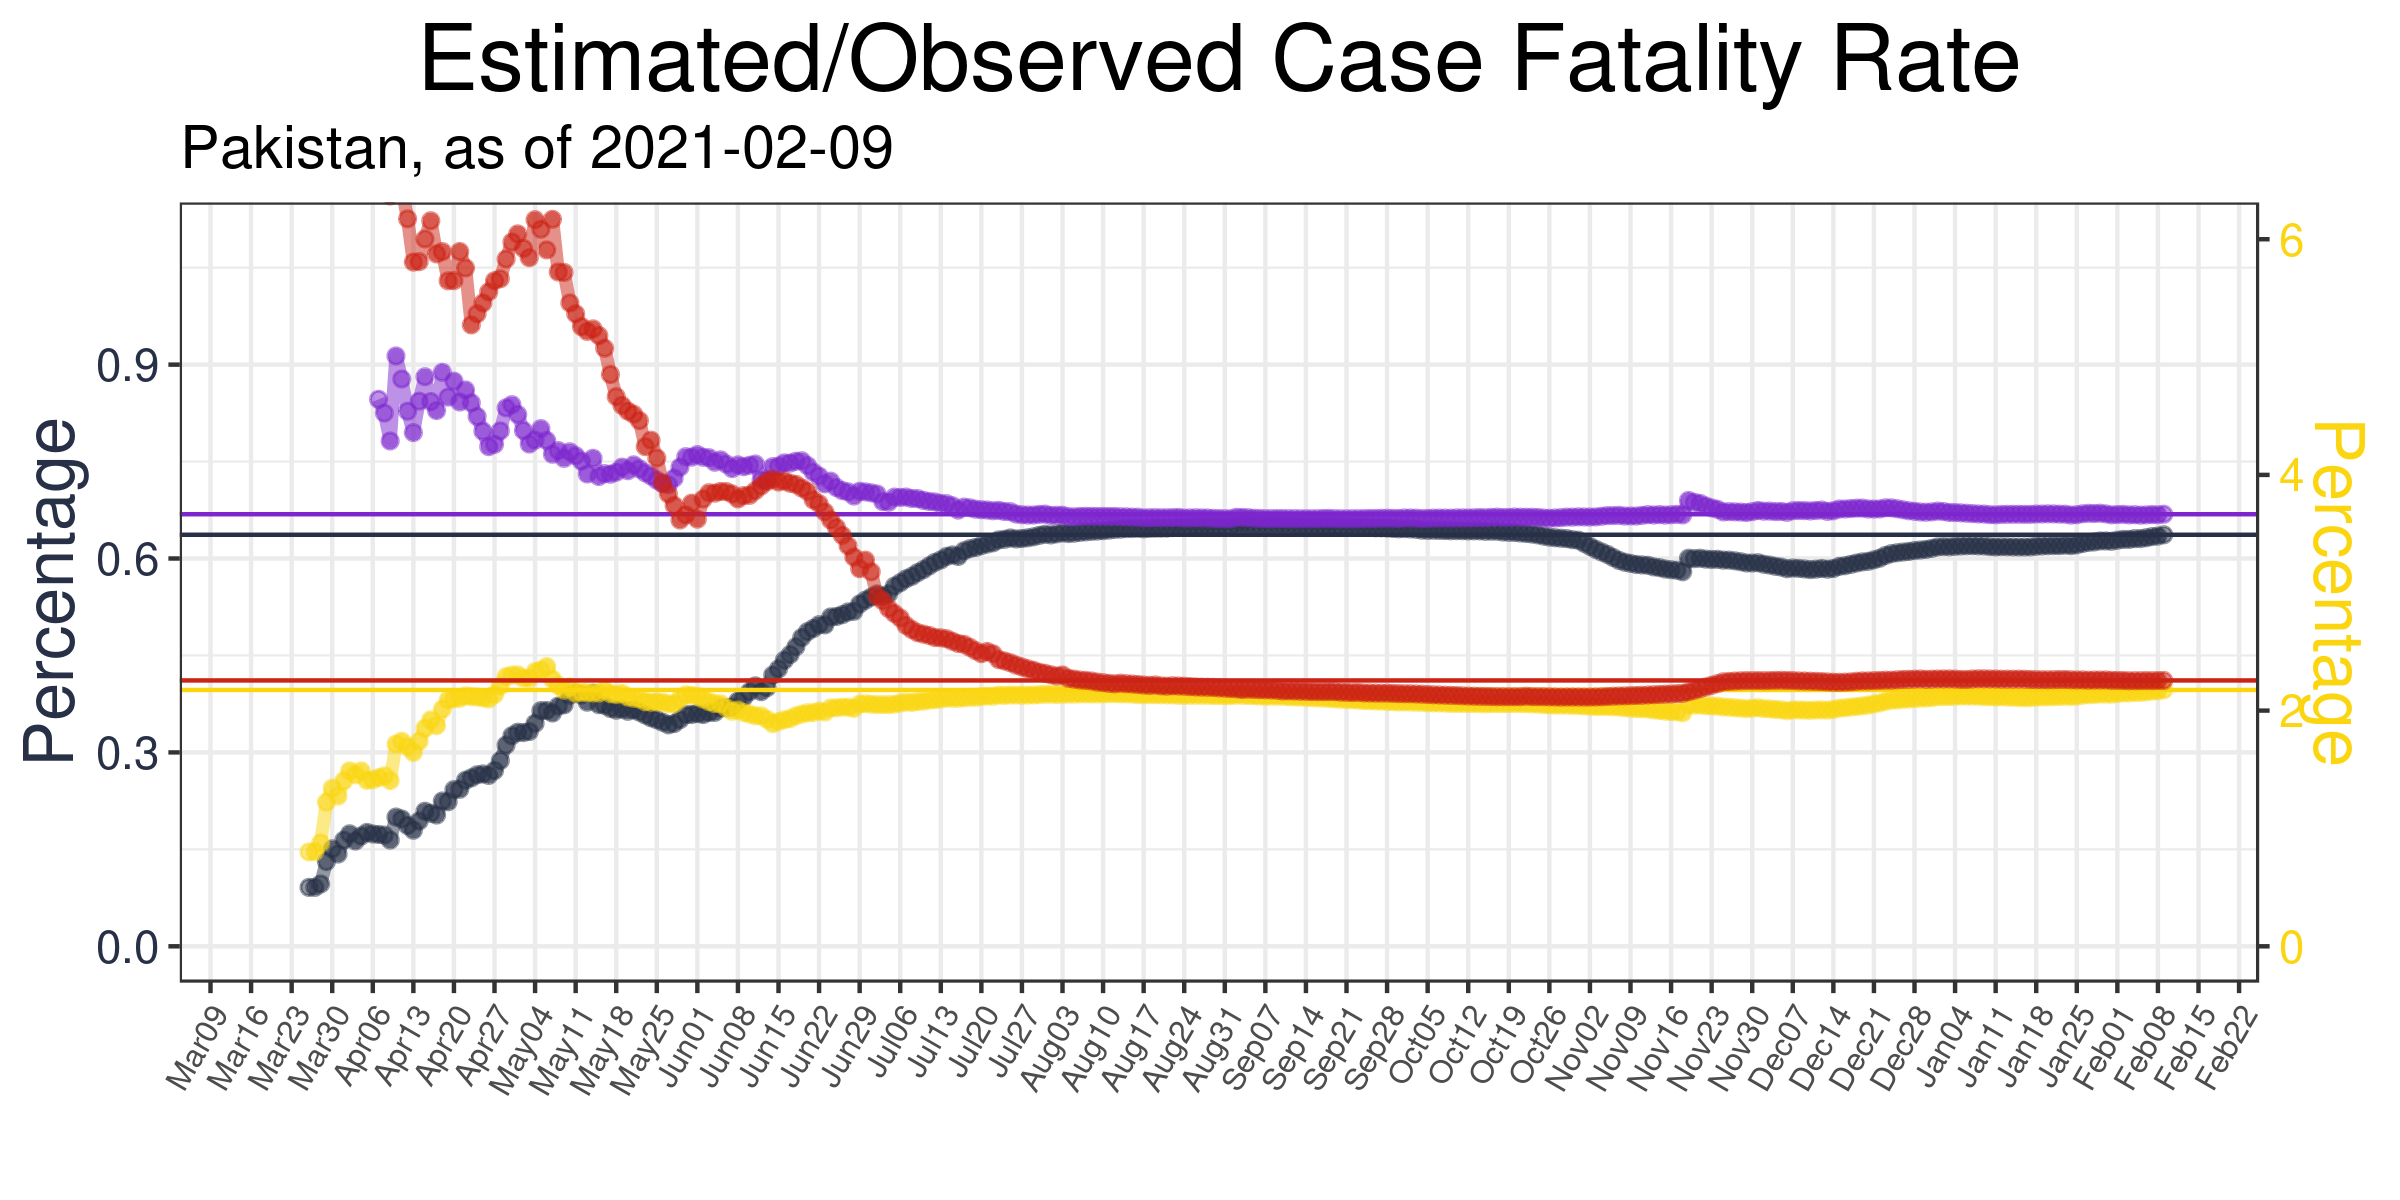 Estimated/Observed Case Fatality Rate
Pakistan, as of 2021-02-09
Percentage
0.9
0.6
0.3
0.0
6
4
2
0
Percentage
Mar09 Mar16 Mar23 Mar30 Apr06 Apr13 Apr20 Apr27 May04 May11 May18 May25 Jun01 Jun08 Jun15 Jun22 Jun29 Jul06 Jul13 Jul20 Jul27 Aug03 Aug10 Aug17 Aug24 Aug31 Sep07 Sep14 Sep21 Sep28 Oct05 Oct12 Oct19 Oct26 Nov02 Nov09 Nov16 Nov23 Nov30 Dec07 Dec14 Dec21 Dec28 Jan04 Jan11 Jan18 Jan25 Feb01 Feb08 Feb15 Feb22